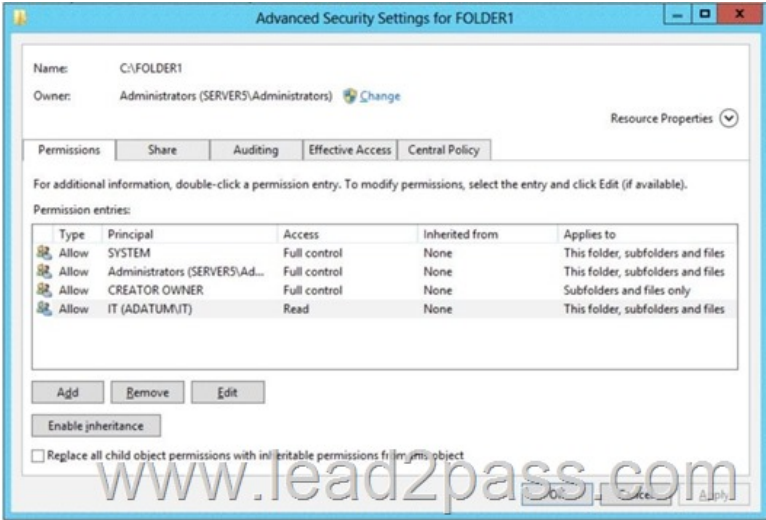 Advanced Security Settings for FOLDER1
Name: C:\FOLDER1
Owner: Administrators (SERVER5\Administrators) Change
Resource Properties
Permissions Share Auditing Effective Access Central Policy
For additional information, double-click a permission entry. To modify permissions, select the entry and click Edit (if available).
Permission entries:
Type Principal Access Inherited from Applies to
Allow SYSTEM Full control None This folder, subfolders and files
Allow Administrators (SERVER5\Ad... Full control None This folder, subfolders and files
Allow CREATOR OWNER Full control None Subfolders and files only
Allow IT (ADATUM\IT) Read None This folder, subfolders and files
Add Remove Edit
Enable inheritance
Replace all child object permissions with inheritable permissions from this object
www.lead2pass.com
OK Cancel Apply